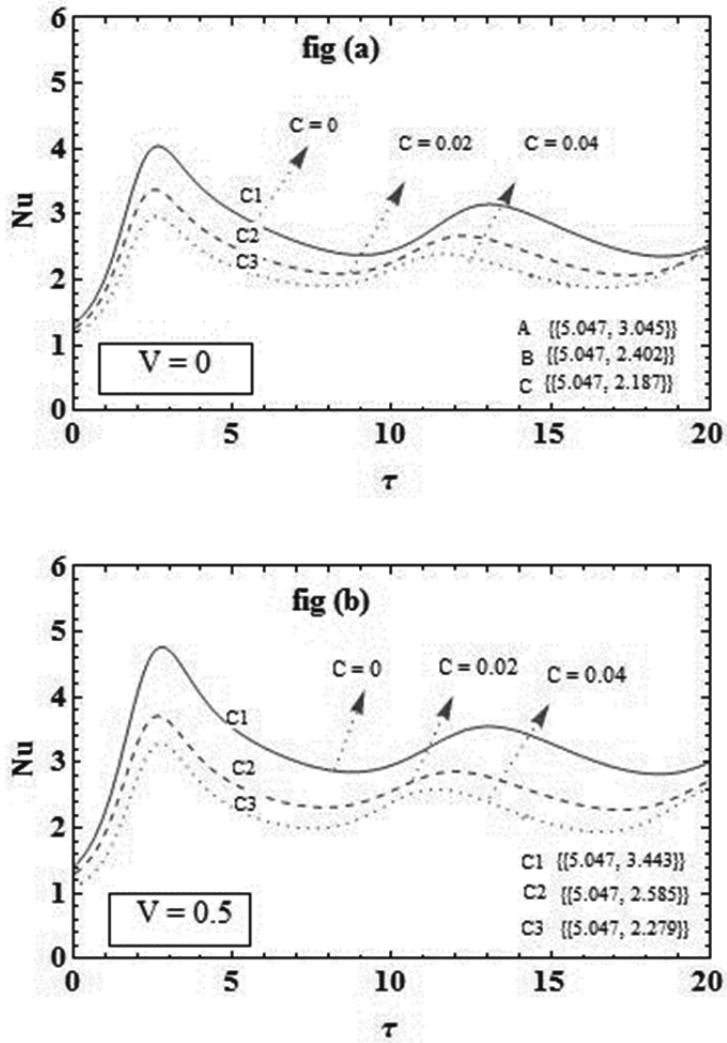 fig (a)
6
5
4
3
2
1
0
Nu
C = 0
C = 0.02
C = 0.04
C1
C2
C3
A {{5.047, 3.045}}
B {{5.047, 2.402}}
C {{5.047, 2.187}}
V = 0
0 5 10 15 20
τ
fig (b)
6
5
4
3
2
1
0
Nu
C = 0
C = 0.02
C = 0.04
C1
C2
C3
C1 {{5.047, 3.443}}
C2 {{5.047, 2.585}}
C3 {{5.047, 2.279}}
V = 0.5
0 5 10 15 20
τ